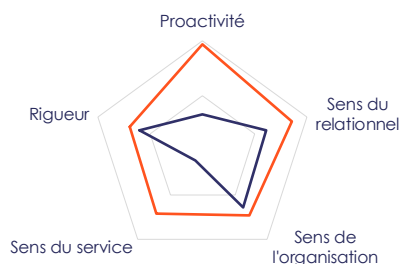 Proactivité
Rigueur
Sens du
relationnel
Sens du service
Sens de
l'organisation